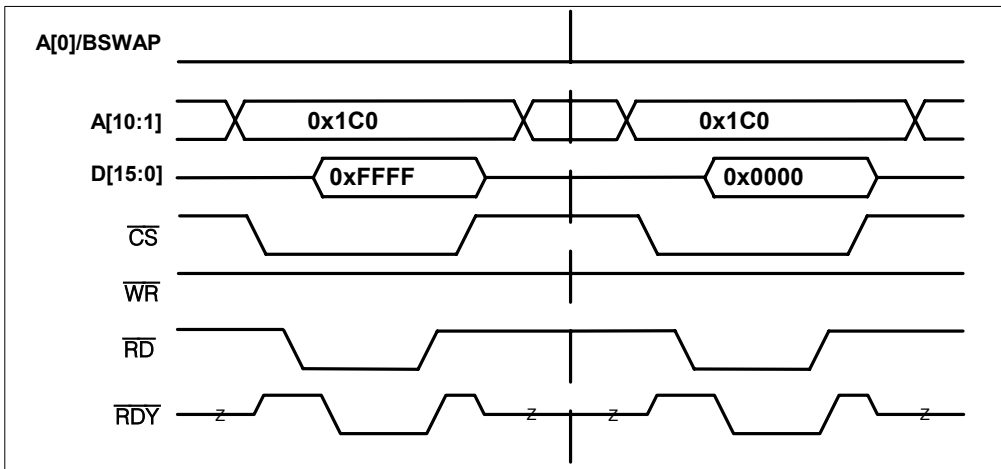 A[0]/BSWAP
A[10:1] 0x1C0 0x1C0
D[15:0] 0xFFFF 0x0000
CS
WR
RD
RDY Z Z Z Z